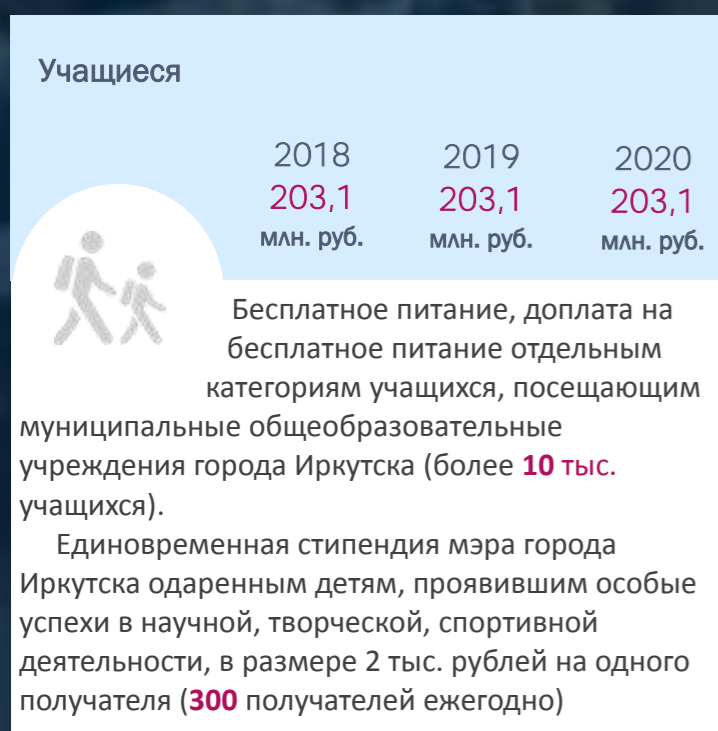 Учащиеся
2018 2019 2020
203,1 203,1 203,1
млн. руб. млн. руб. млн. руб.
Бесплатное питание, доплата на
бесплатное питание отдельным
категориям учащихся, посещающим
муниципальные общеобразовательные
учреждения города Иркутска (более 10 тыс.
учащихся).
Единовременная стипендия мэра города
Иркутска одаренным детям, проявившим особые
успехи в научной, творческой, спортивной
деятельности, в размере 2 тыс. рублей на одного
получателя (300 получателей ежегодно)